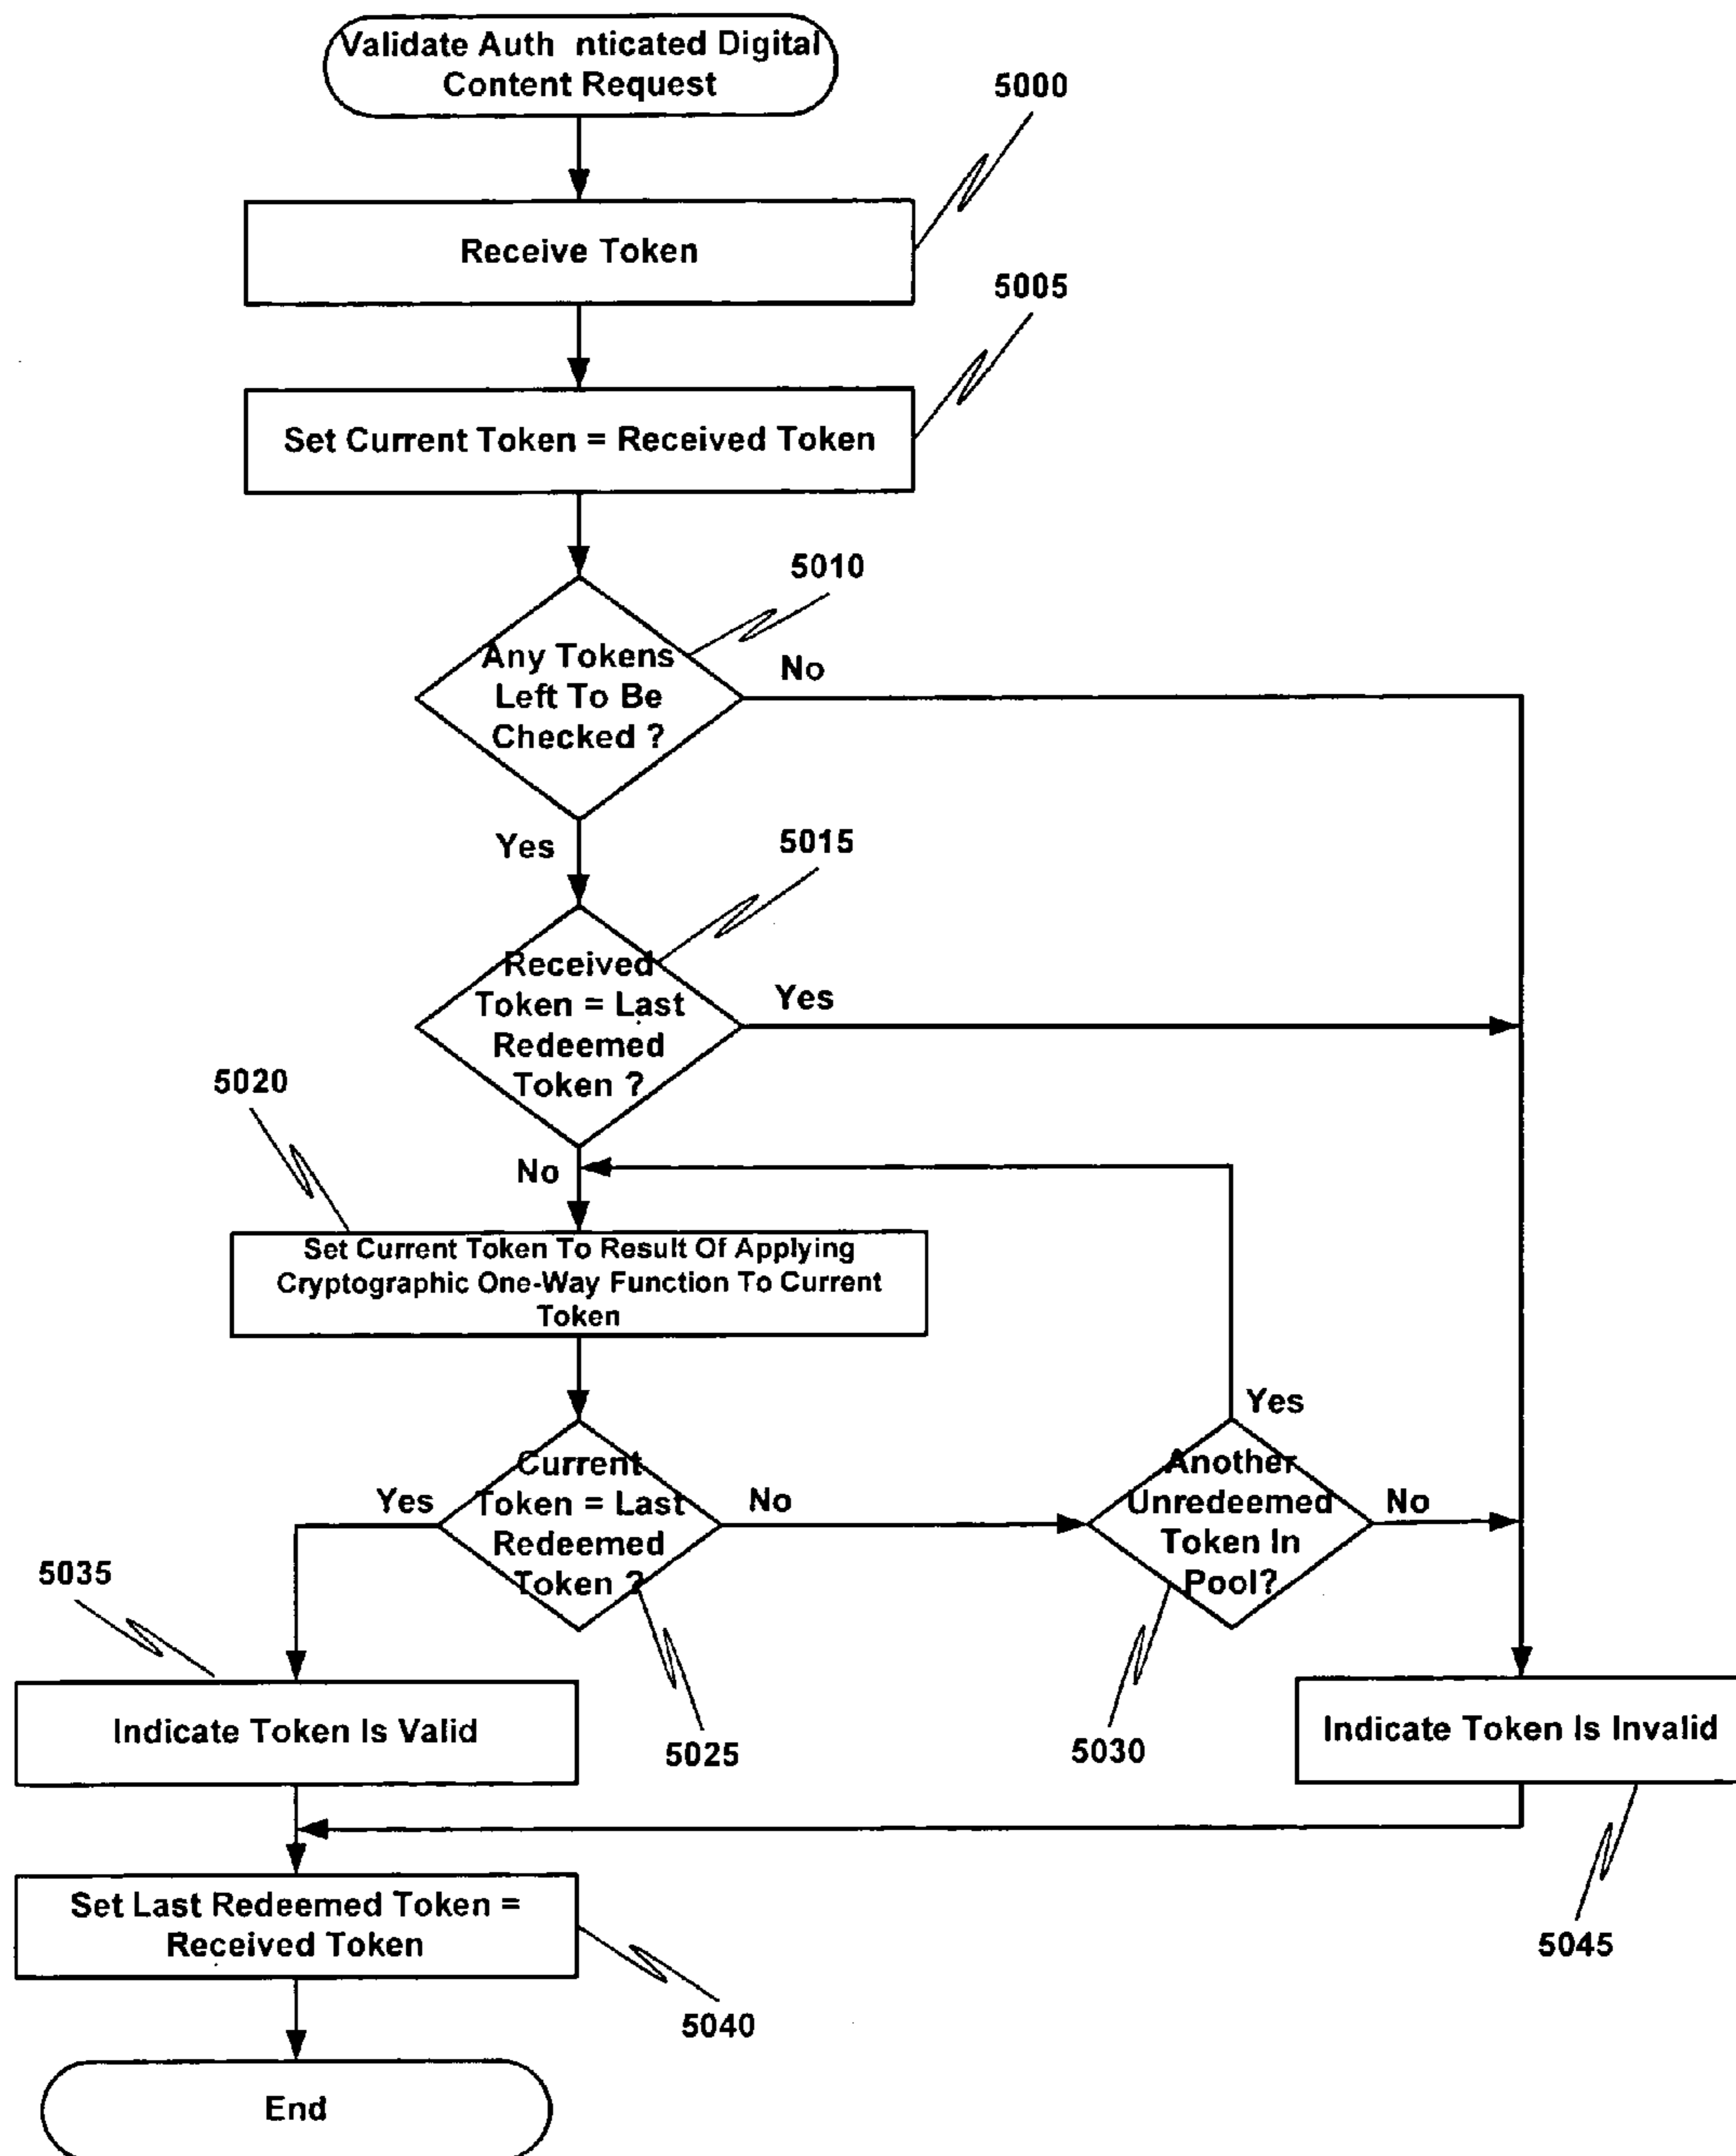 Validate Auth nticated Digital
Content Request
5000
Receive Token
5005
Set Current Token = Received Token
5010
Any Tokens
Left To Be
Checked ?
No
Yes
5015
Received
Token = Last
Redeemed
Token ?
Yes
5020
No
Set Current Token To Result Of Applying
Cryptographic One-Way Function To Current
Token
Yes
Current
Token = Last
Redeemed
Token ?
Yes
No
Another
Unredeemed
Token In
Pool?
No
5035
Indicate Token Is Valid
5025
5030
Indicate Token Is Invalid
Set Last Redeemed Token =
Received Token
5045
5040
End